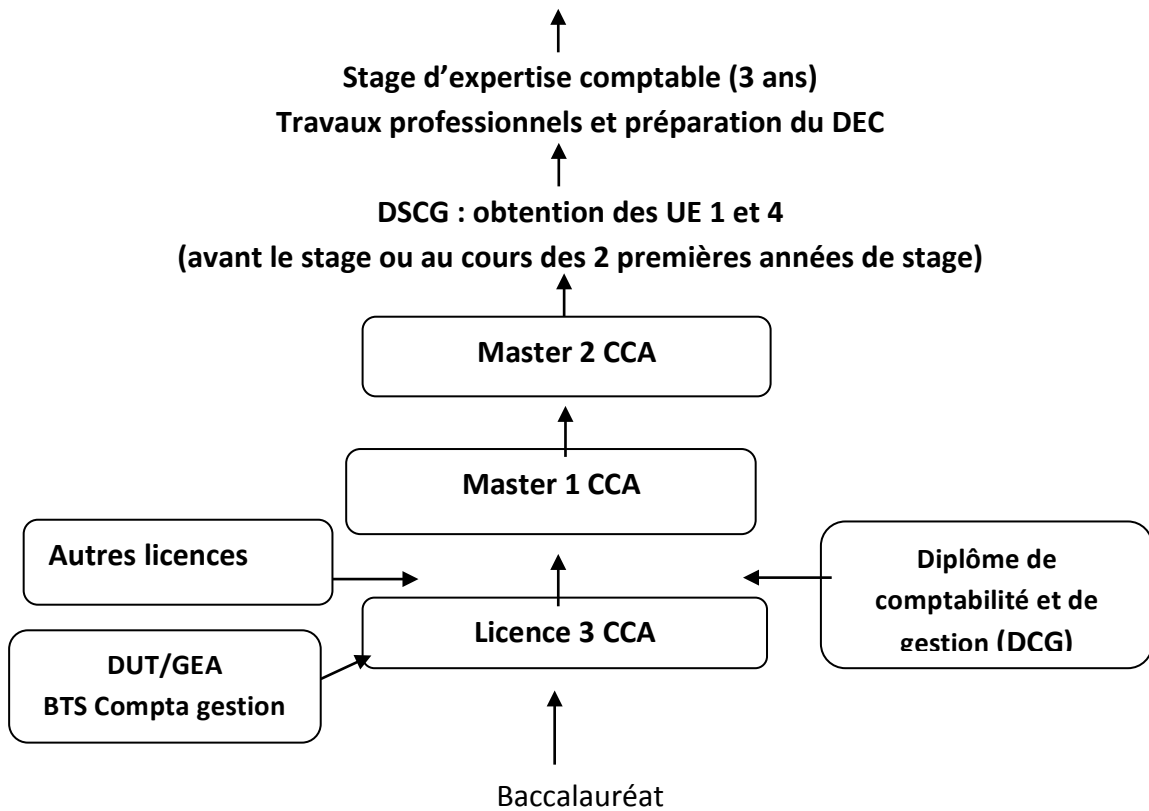 Stage d’expertise comptable (3 ans)
Travaux professionnels et préparation du DEC
DSCG : obtention des UE 1 et 4
(avant le stage ou au cours des 2 premières années de stage)
Master 2 CCA
Master 1 CCA
Autres licences
Diplôme de
comptabilité et de
gestion (DCG)
Licence 3 CCA
DUT/GEA
BTS Compta gestion
Baccalauréat